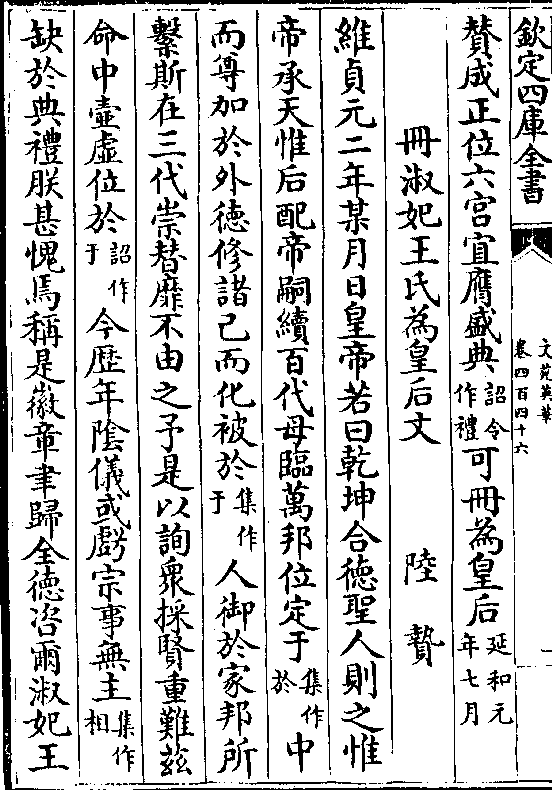 欽定四庫全書
文苑英華
卷四百四十六
賛成正位六宫宜膺盛典詔令作禮可冊為皇后延和元年七月
冊淑妃王氏為皇后文 陸贄
維貞元二年某月日皇帝若曰乾坤合徳聖人則之惟
帝承天惟后配帝嗣續百代母臨萬邦位定于集作於中
而尊加於外徳修諸己而化被於集作于人御於家邦所
繫斯在三代崇替靡不由之予是以詢衆採賢重難兹
命中壼虛位於詔作于今歴年陰儀或虧宗事無主集作相
缺於典禮朕甚愧焉稱是徽章聿歸全徳咨爾淑妃王